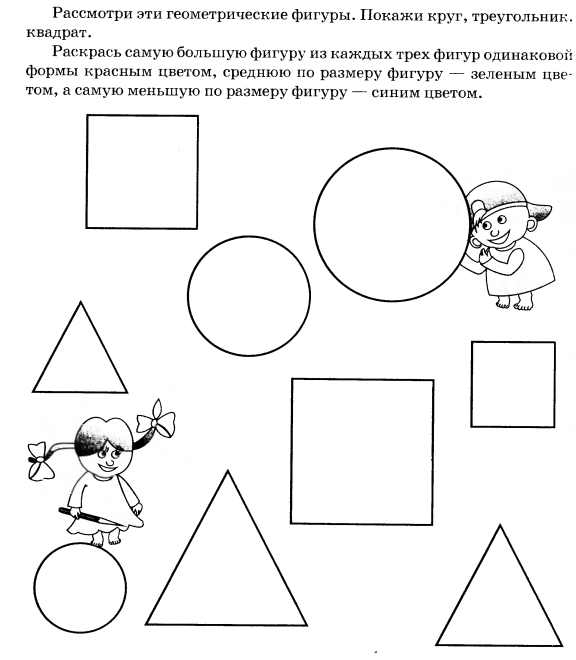 Рассмотри эти геометрические фигуры. Покажи круг, треугольник,
квадрат.
Раскрась самую большую фигуру из каждых трех фигур одинаковой
формы красным цветом, среднюю по размеру фигуру — зеленым цве-
том, а самую меньшую по размеру фигуру — синим цветом.